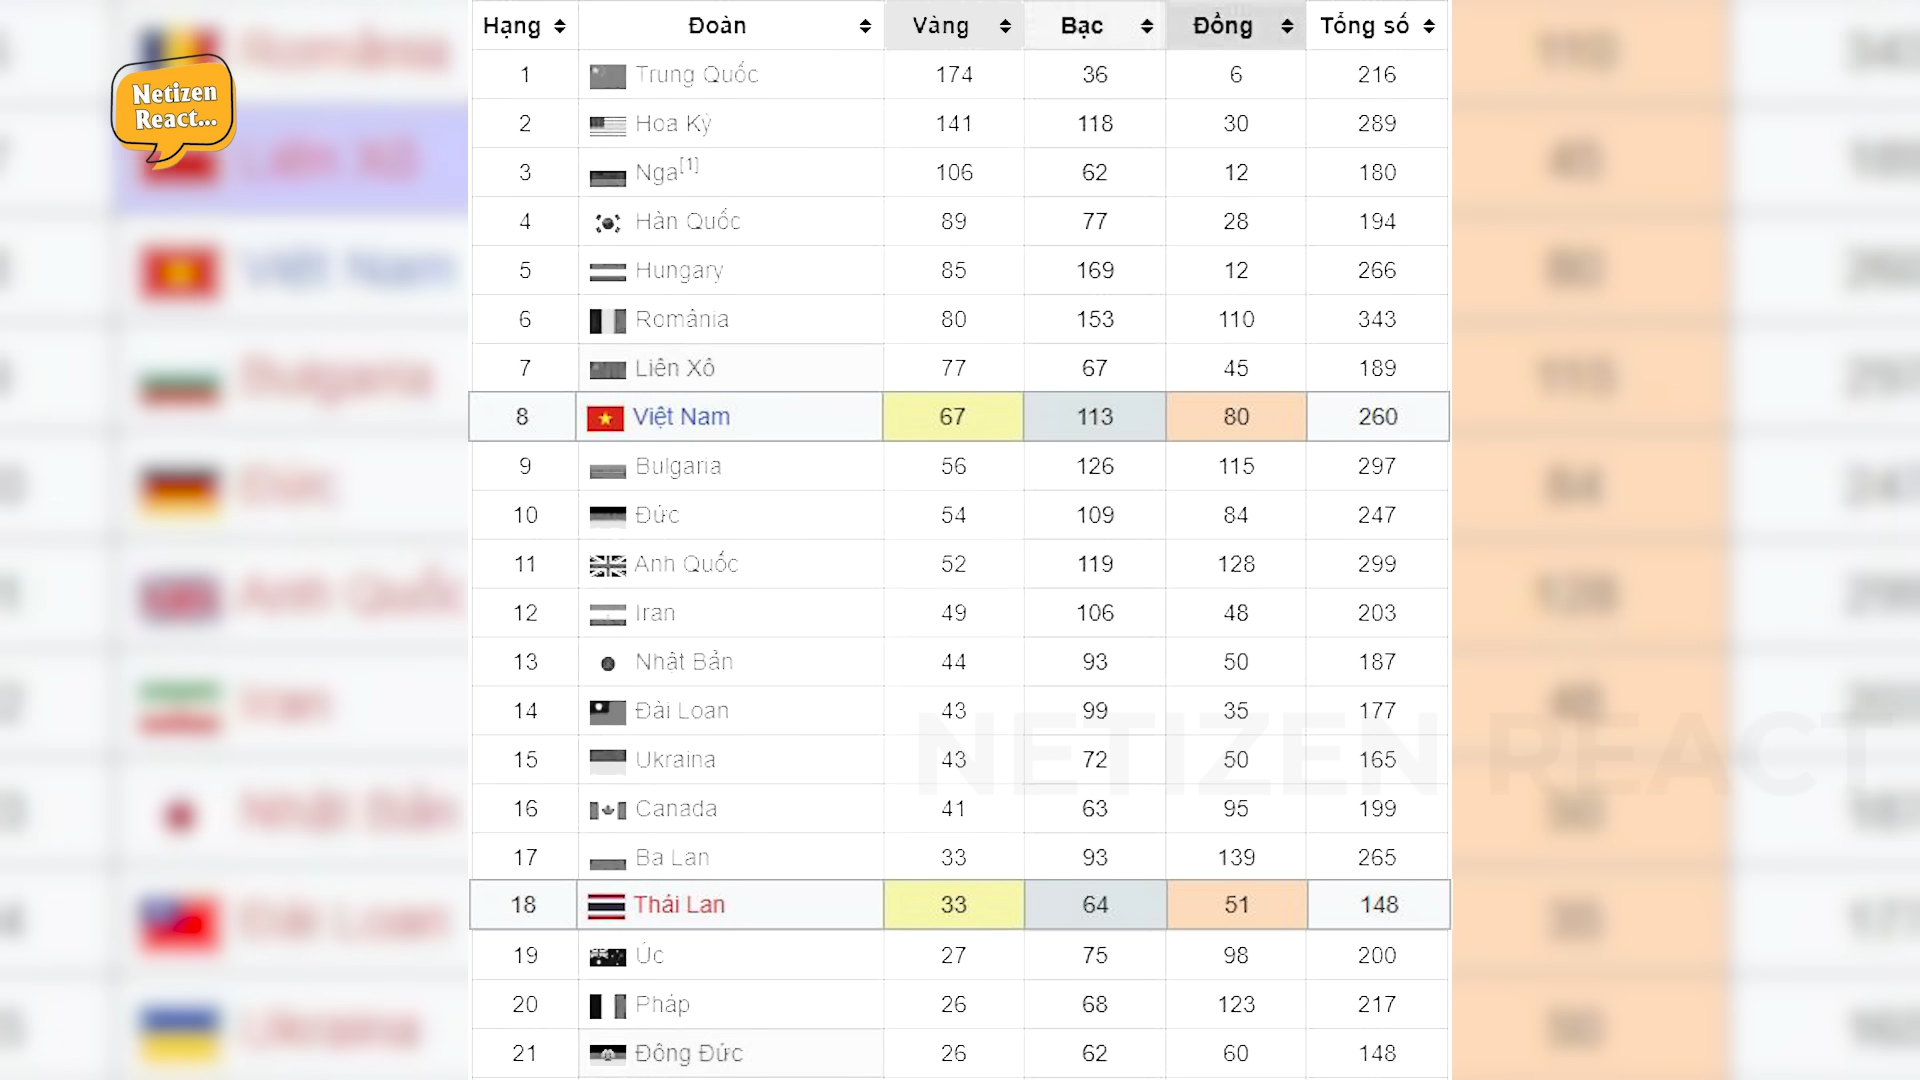 Netizen
React...
Hạng Đoàn Vàng Bạc Đồng Tổng số
1 Trung Quốc 174 36 6 216
2 Hoa Kỳ 141 118 30 289
3 Nga[1] 106 62 12 180
4 Hàn Quốc 89 77 28 194
5 Hungary 85 169 12 266
6 România 80 153 110 343
7 Liên Xô 77 67 45 189
8 Việt Nam 67 113 80 260
9 Bulgaria 56 126 115 297
10 Đức 54 109 84 247
11 Anh Quốc 52 119 128 299
12 Iran 49 106 48 203
13 Nhật Bản 44 93 50 187
14 Đài Loan 43 99 35 177
15 Ukraina 43 72 50 165
16 Canada 41 63 95 199
17 Ba Lan 33 93 139 265
18 Thái Lan 33 64 51 148
19 Úc 27 75 98 200
20 Pháp 26 68 123 217
21 Đông Đức 26 62 60 148
NETIZEN REACT